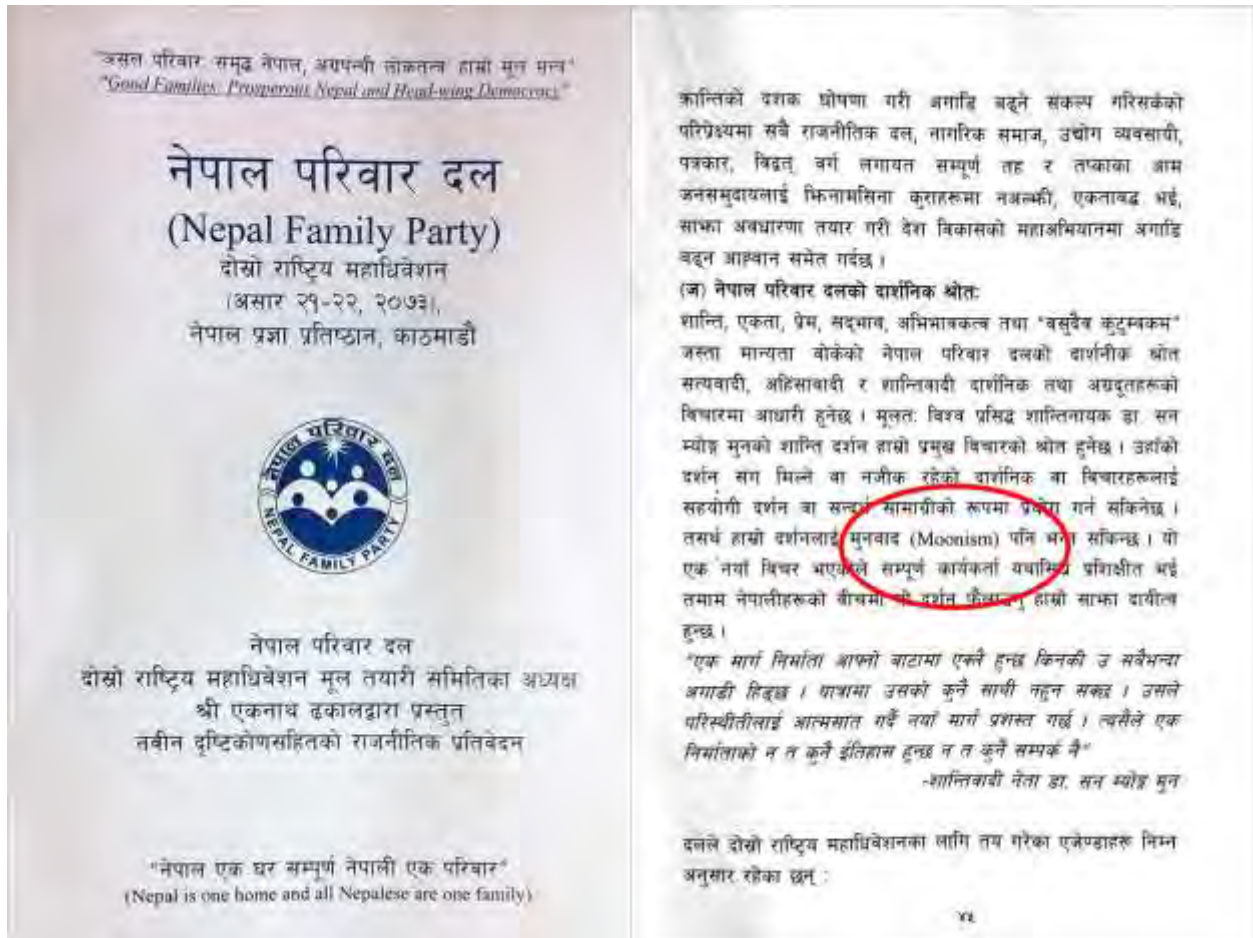 "असल परिवारः समृद्ध नेपाल, अग्रपन्थी लोकतन्त्र हाम्रो मूल मन्त्र"
"Good Families; Prosperous Nepal and Head-wing Democracy"
नेपाल परिवार दल
(Nepal Family Party)
दोस्रो राष्ट्रिय महाधिवेशन
(असार २१-२२, २०७३),
नेपाल प्रज्ञा प्रतिष्ठान, काठमाडौ
नेपाल परिवार दल
NEPAL FAMILY PARTY
नेपाल परिवार दल
दोस्रो राष्ट्रिय महाधिवेशन मूल तयारी समितिका अध्यक्ष
श्री एकनाथ ढकालद्वारा प्रस्तुत
नवीन दृष्टिकोणसहितको राजनीतिक प्रतिवेदन
"नेपाल एक घर सम्पूर्ण नेपाली एक परिवार"
(Nepal is one home and all Nepalese are one family)
क्रान्तिको दशक घोषणा गरी अगाडि बढ्ने संकल्प गरिसकेको
परिप्रेक्ष्यमा सबै राजनीतिक दल, नागरिक समाज, उद्योग व्यवसायी,
पत्रकार, विद्वत् वर्ग लगायत सम्पूर्ण तह र तप्काका आम
जनसमुदायलाई झिनामसिना कुराहरूमा नअल्झी, एकतावद्ध भई,
साझा अवधारणा तयार गरी देश विकासको महाअभियानमा अगाडि
बढ्न आह्वान समेत गर्दछ ।
(ज) नेपाल परिवार दलको दार्शनिक श्रोतः
शान्ति, एकता, प्रेम, सद्भाव, अभिभावकत्व तथा "वसुदैव कुटुम्बकम"
जस्ता मान्यता बोकेको नेपाल परिवार दलको दार्शनीक श्रोत
सत्यवादी, अहिंसावादी र शान्तिवादी दार्शनिक तथा अग्रदूतहरूको
विचारमा आधारी हुनेछ । मूलतः विश्व प्रसिद्ध शान्तिनायक डा. सन
म्योङ्ग मुनको शान्ति दर्शन हाम्रो प्रमुख विचारको श्रोत हुनेछ । उहाँको
दर्शन संग मिल्ने वा नजीक रहेको दार्शनिक वा विचारहरूलाई
सहयोगी दर्शन वा सन्दर्भ सामाग्रीको रूपमा प्रयोग गर्न सकिनेछ ।
तसर्थ हाम्रो दर्शनलाई मुनवाद (Moonism) पनि भन्न सकिन्छ । यो
एक नयाँ विचर भएकोले सम्पूर्ण कार्यकर्ता यथासिघ्र प्रशिक्षीत भई
तमाम नेपालीहरूको बीचमा यो दर्शन फैलाउनु हाम्रो साझा दायीत्व
हुन्छ ।
"एक मार्ग निर्माता आफ्नो बाटामा एक्लै हुन्छ किनकी उ सबैभन्दा
अगाडी हिड्छ । यात्रामा उसको कुनै साथी नहुन सक्छ । उसले
परिस्थीतीलाई आत्मसात गर्दै नयाँ मार्ग प्रशस्त गर्छ । त्यसैले एक
निर्माताको न त कुनै ईतिहास हुन्छ न त कुनै सम्पर्क नै"
-शान्तिवादी नेता डा. सन म्योङ्ग मुन
दलले दोस्रो राष्ट्रिय महाधिवेशनका लागि तय गरेका एजेण्डाहरू निम्न
अनुसार रहेका छन् :
४५